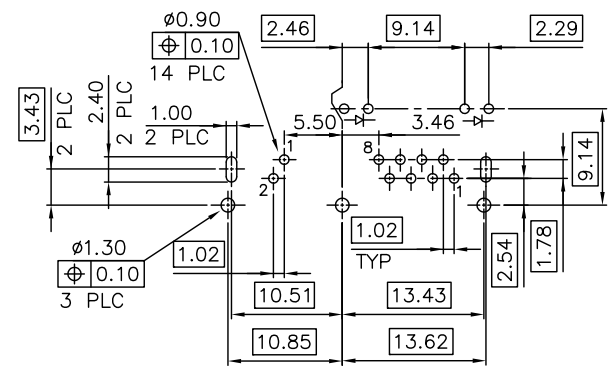 ø0.90
⌖ 0.10
14 PLC
2.46
9.14
2.29
3.43
2 PLC
2.40
2 PLC
1.00
2 PLC
5.50
3.46
1
8
2
1
9.14
ø1.30
⌖ 0.10
3 PLC
1.02
1.02
TYP
2.54
1.78
10.51
13.43
10.85
13.62